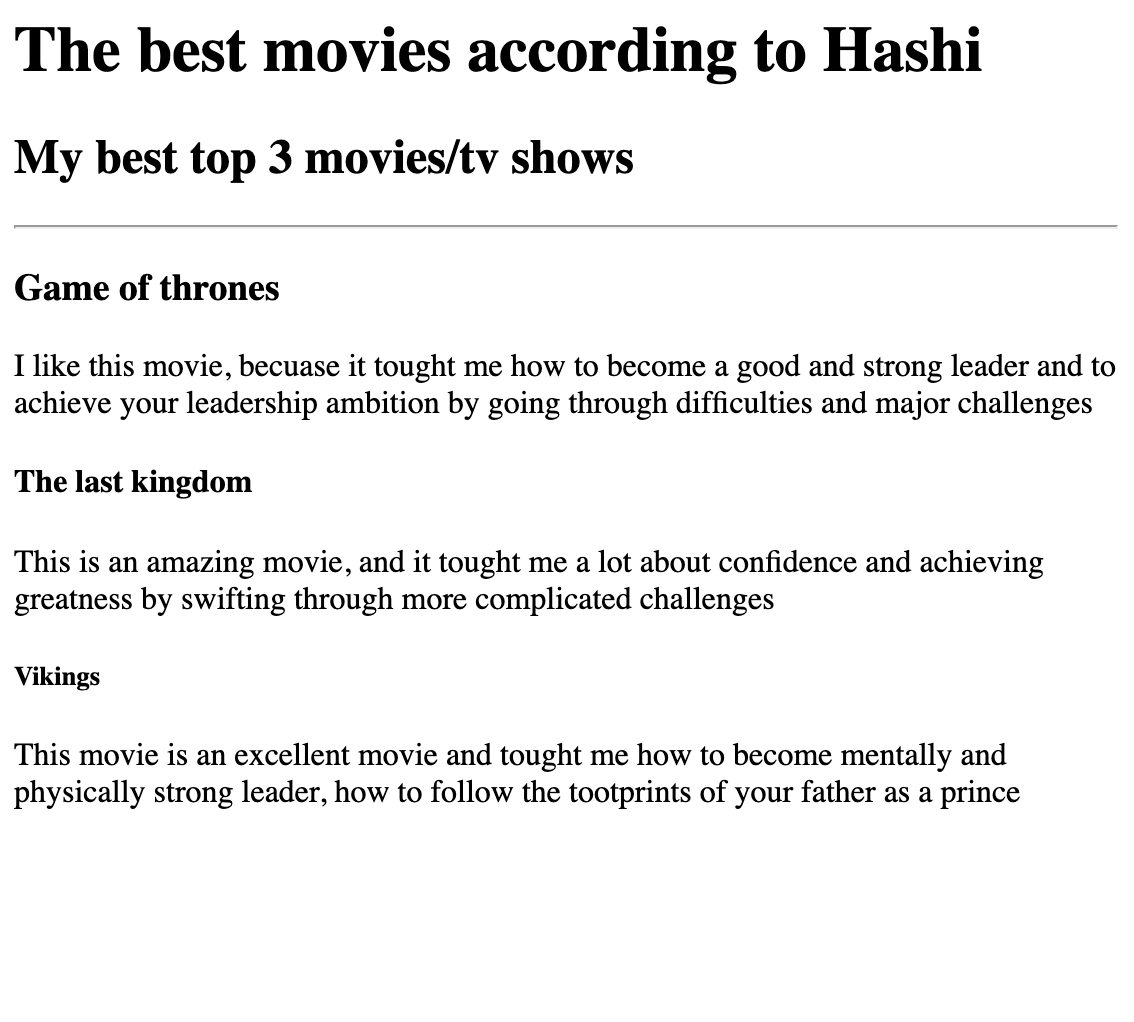 The best movies according to Hashi
My best top 3 movies/tv shows
Game of thrones
I like this movie, becuase it tought me how to become a good and strong leader and to
achieve your leadership ambition by going through difficulties and major challenges
The last kingdom
This is an amazing movie, and it tought me a lot about confidence and achieving
greatness by swifting through more complicated challenges
Vikings
This movie is an excellent movie and tought me how to become mentally and
physically strong leader, how to follow the tootprints of your father as a prince